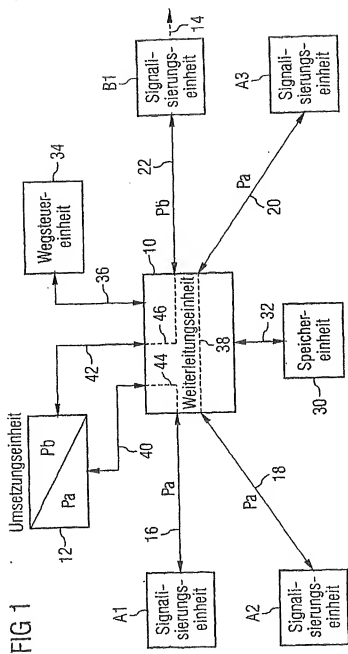 FIG 1
Umsetzungseinheit
Pb
Pa
12
40
42
34
Wegsteuer-
einheit
36
10
44
46
Weiterleitungseinheit
38
A1
Signali-
sierungs-
einheit
16
Pa
Pb
22
B1
Signali-
sierungs-
einheit
14
A2
Signali-
sierungs-
einheit
Pa
18
32
Speicher-
einheit
30
Pa
20
A3
Signali-
sierungs-
einheit